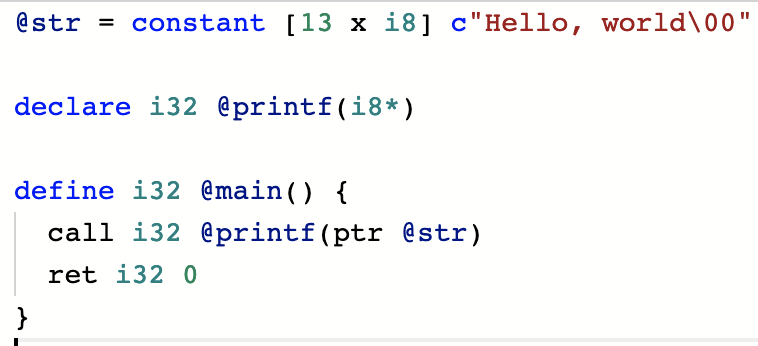 @str = constant [13 x i8] c"Hello, world\00"
declare i32 @printf(i8*)
define i32 @main() {
call i32 @printf(ptr @str)
ret i32 0
}